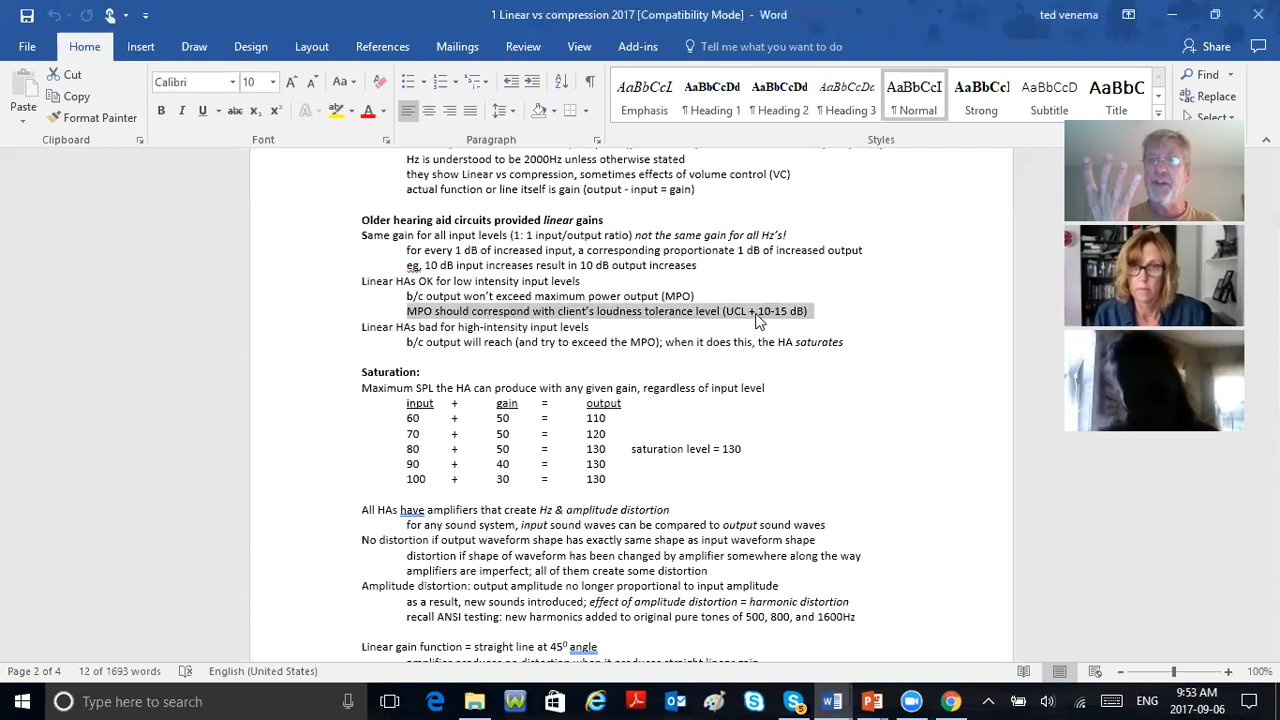 1 Linear vs compression 2017 [Compatibility Mode] - Word
ted venema
File Home Insert Draw Design Layout References Mailings Review View Add-ins Tell me what you want to do Share
Paste
Cut
Copy
Format Painter
Clipboard
Calibri 10
Font
Paragraph
AaBbCcL AaBbCcDd AaBbCcDd AaBbCcDd AaBbCcI AaBbCcI AaBbCcD AaBbC
Emphasis ¶ Heading 1 ¶ Heading 2 ¶ Heading 3 ¶ Normal Strong Subtitle Title
Styles
Find
Replace
Select
Hz is understood to be 2000Hz unless otherwise stated
they show Linear vs compression, sometimes effects of volume control (VC)
actual function or line itself is gain (output - input = gain)
Older hearing aid circuits provided linear gains
Same gain for all input levels (1: 1 input/output ratio) not the same gain for all Hz's!
for every 1 dB of increased input, a corresponding proportionate 1 dB of increased output
eg, 10 dB input increases result in 10 dB output increases
Linear HAs OK for low intensity input levels
b/c output won't exceed maximum power output (MPO)
MPO should correspond with client's loudness tolerance level (UCL + 10-15 dB)
Linear HAs bad for high-intensity input levels
b/c output will reach (and try to exceed the MPO); when it does this, the HA saturates
Saturation:
Maximum SPL the HA can produce with any given gain, regardless of input level
input + gain = output
60 + 50 = 110
70 + 50 = 120
80 + 50 = 130 saturation level = 130
90 + 40 = 130
100 + 30 = 130
All HAs have amplifiers that create Hz & amplitude distortion
for any sound system, input sound waves can be compared to output sound waves
No distortion if output waveform shape has exactly same shape as input waveform shape
distortion if shape of waveform has been changed by amplifier somewhere along the way
amplifiers are imperfect; all of them create some distortion
Amplitude distortion: output amplitude no longer proportional to input amplitude
as a result, new sounds introduced; effect of amplitude distortion = harmonic distortion
recall ANSI testing: new harmonics added to original pure tones of 500, 800, and 1600Hz
Linear gain function = straight line at 45⁰ angle
amplifier produces no distortion when it produces straight linear gain
Page 2 of 4 12 of 1693 words English (United States) 100%
Type here to search
ENG
9:53 AM
2017-09-06